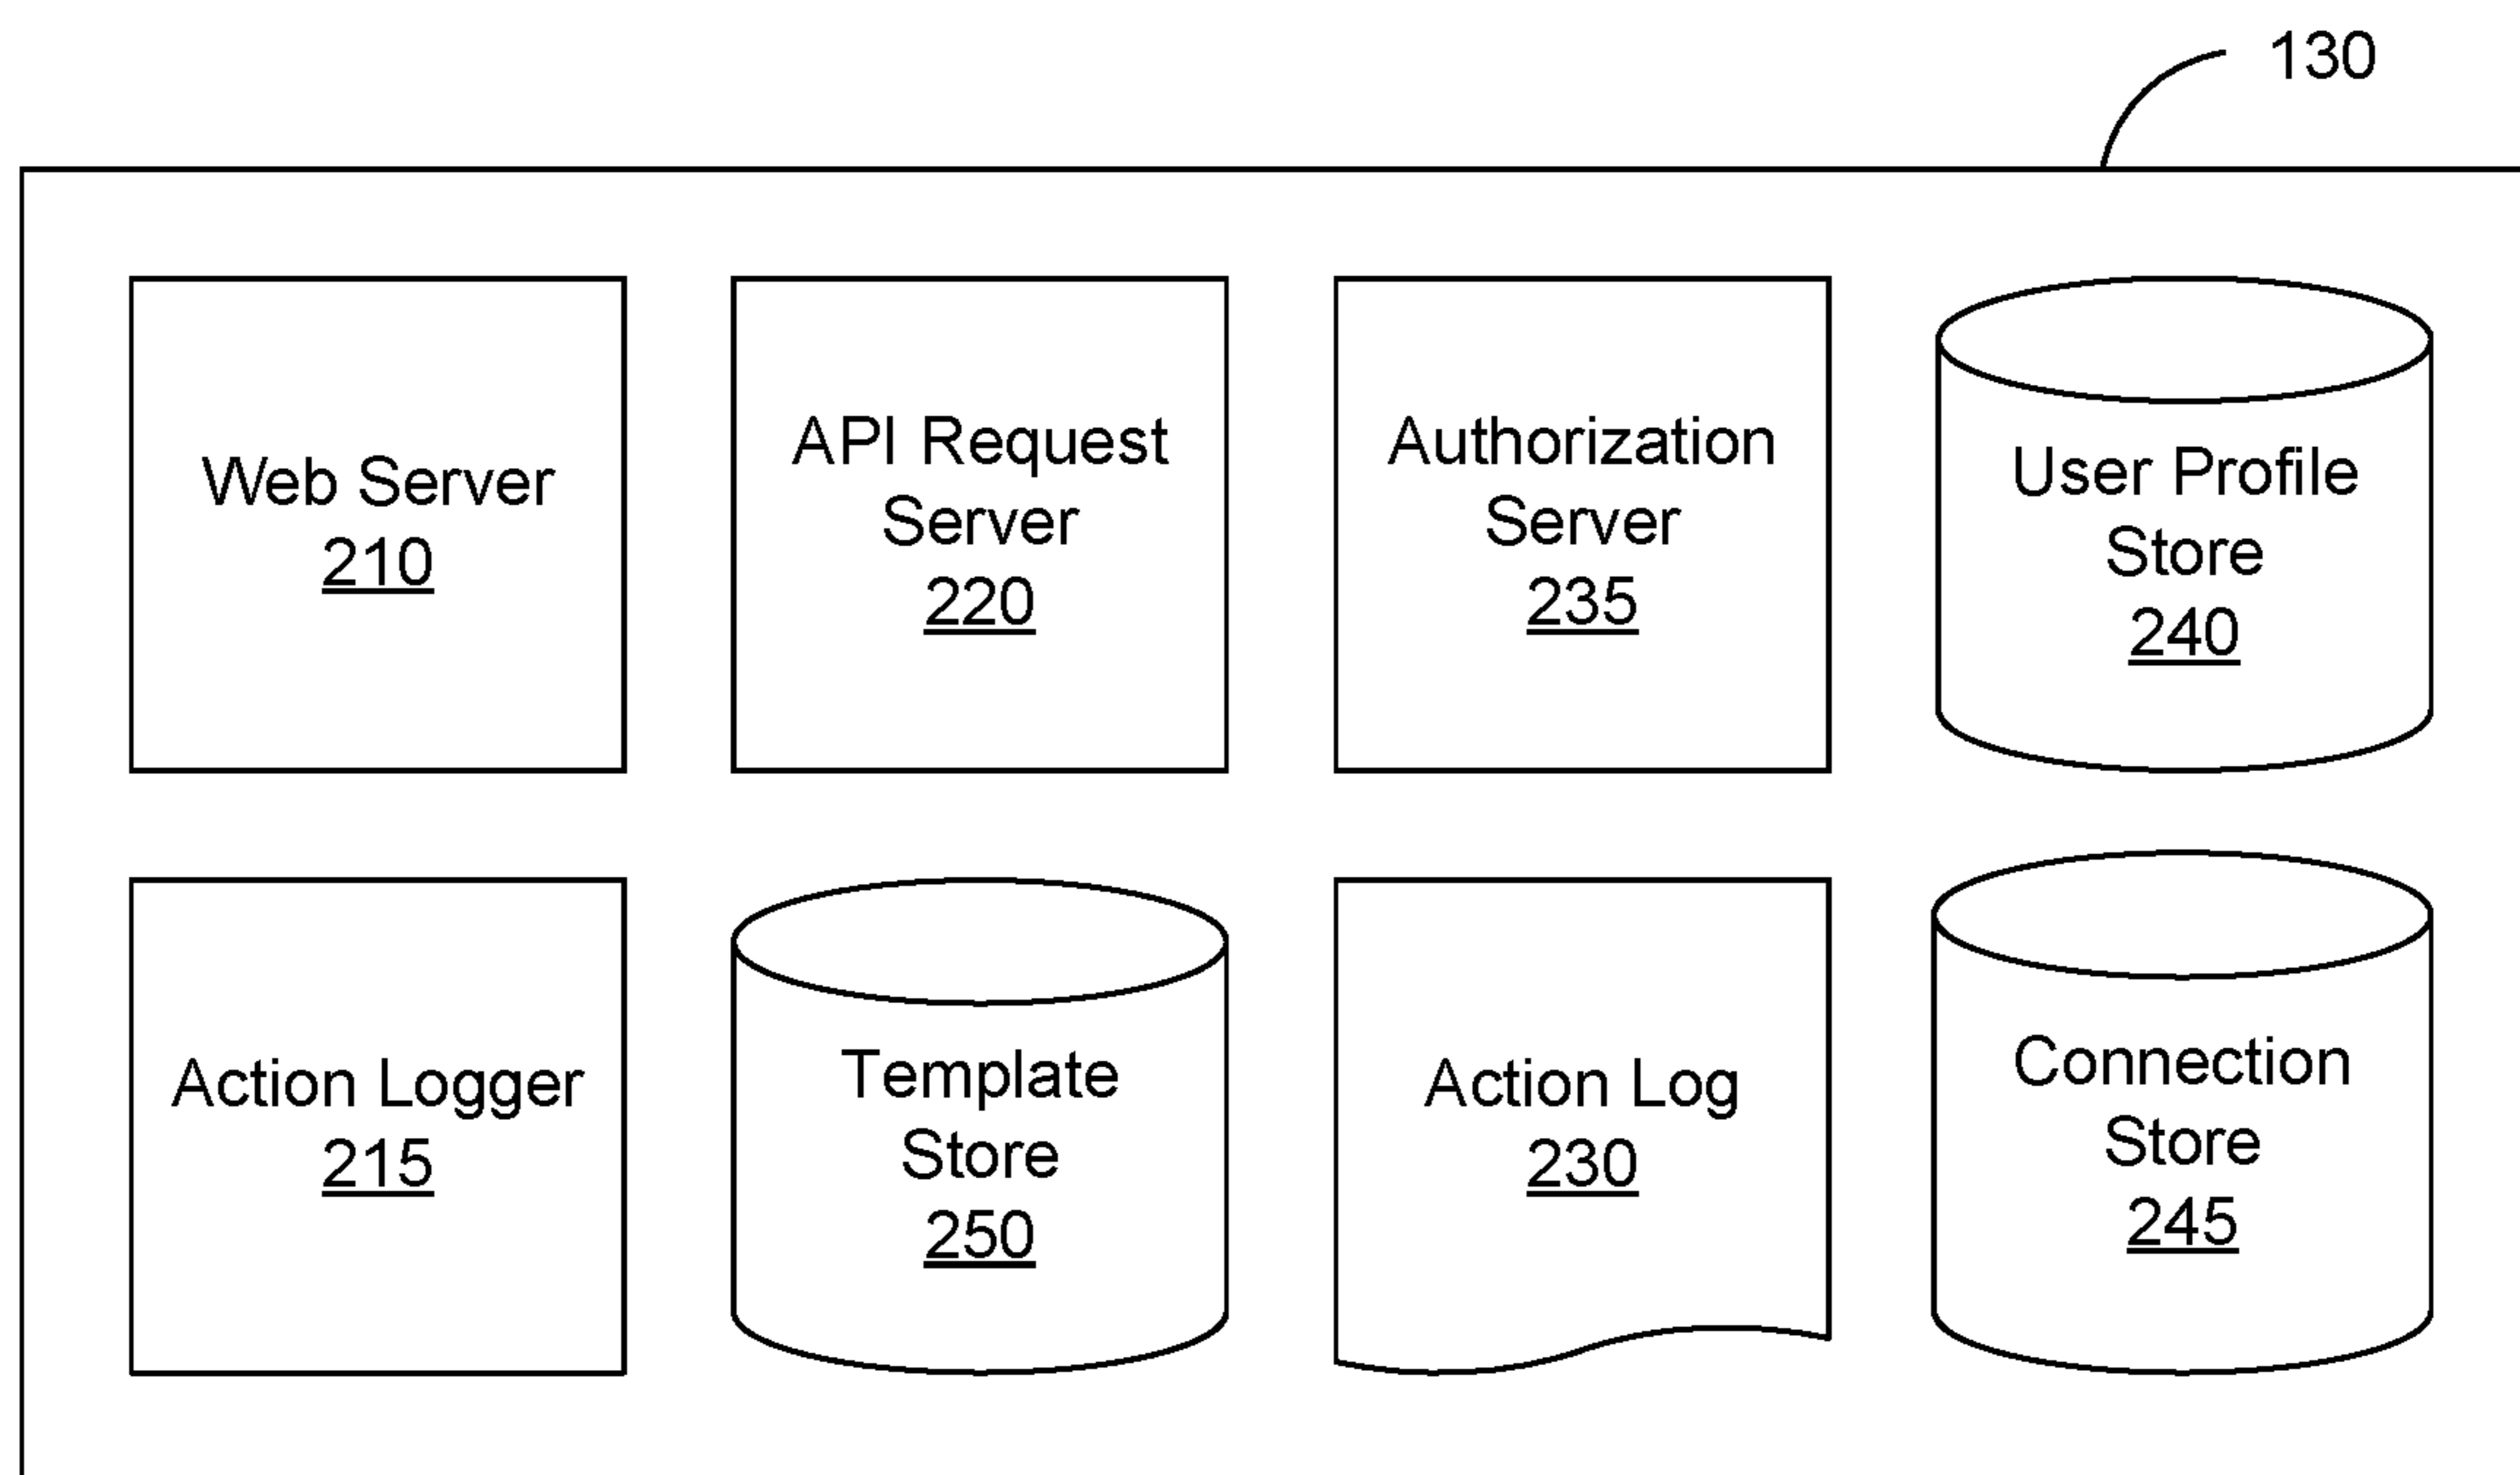 130
Web Server
210
API Request
Server
220
Authorization
Server
235
User Profile
Store
240
Action Logger
215
Template
Store
250
Action Log
230
Connection
Store
245